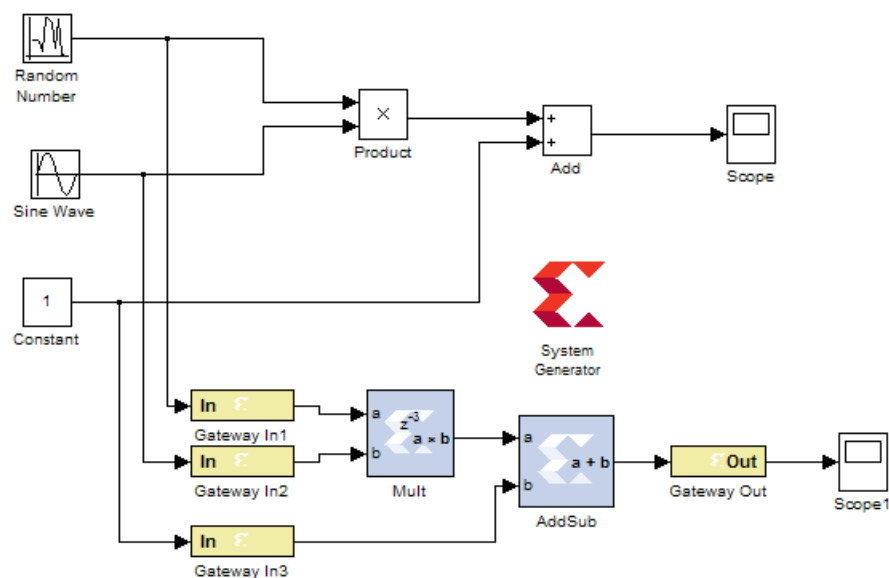 Random
Number
×
Product
+
+
Add
Scope
Sine Wave
1
Constant
System
Generator
In
Gateway In1
a
b
z⁻³
a × b
Mult
In
Gateway In2
a
b
a + b
AddSub
Out
Gateway Out
Scope1
In
Gateway In3